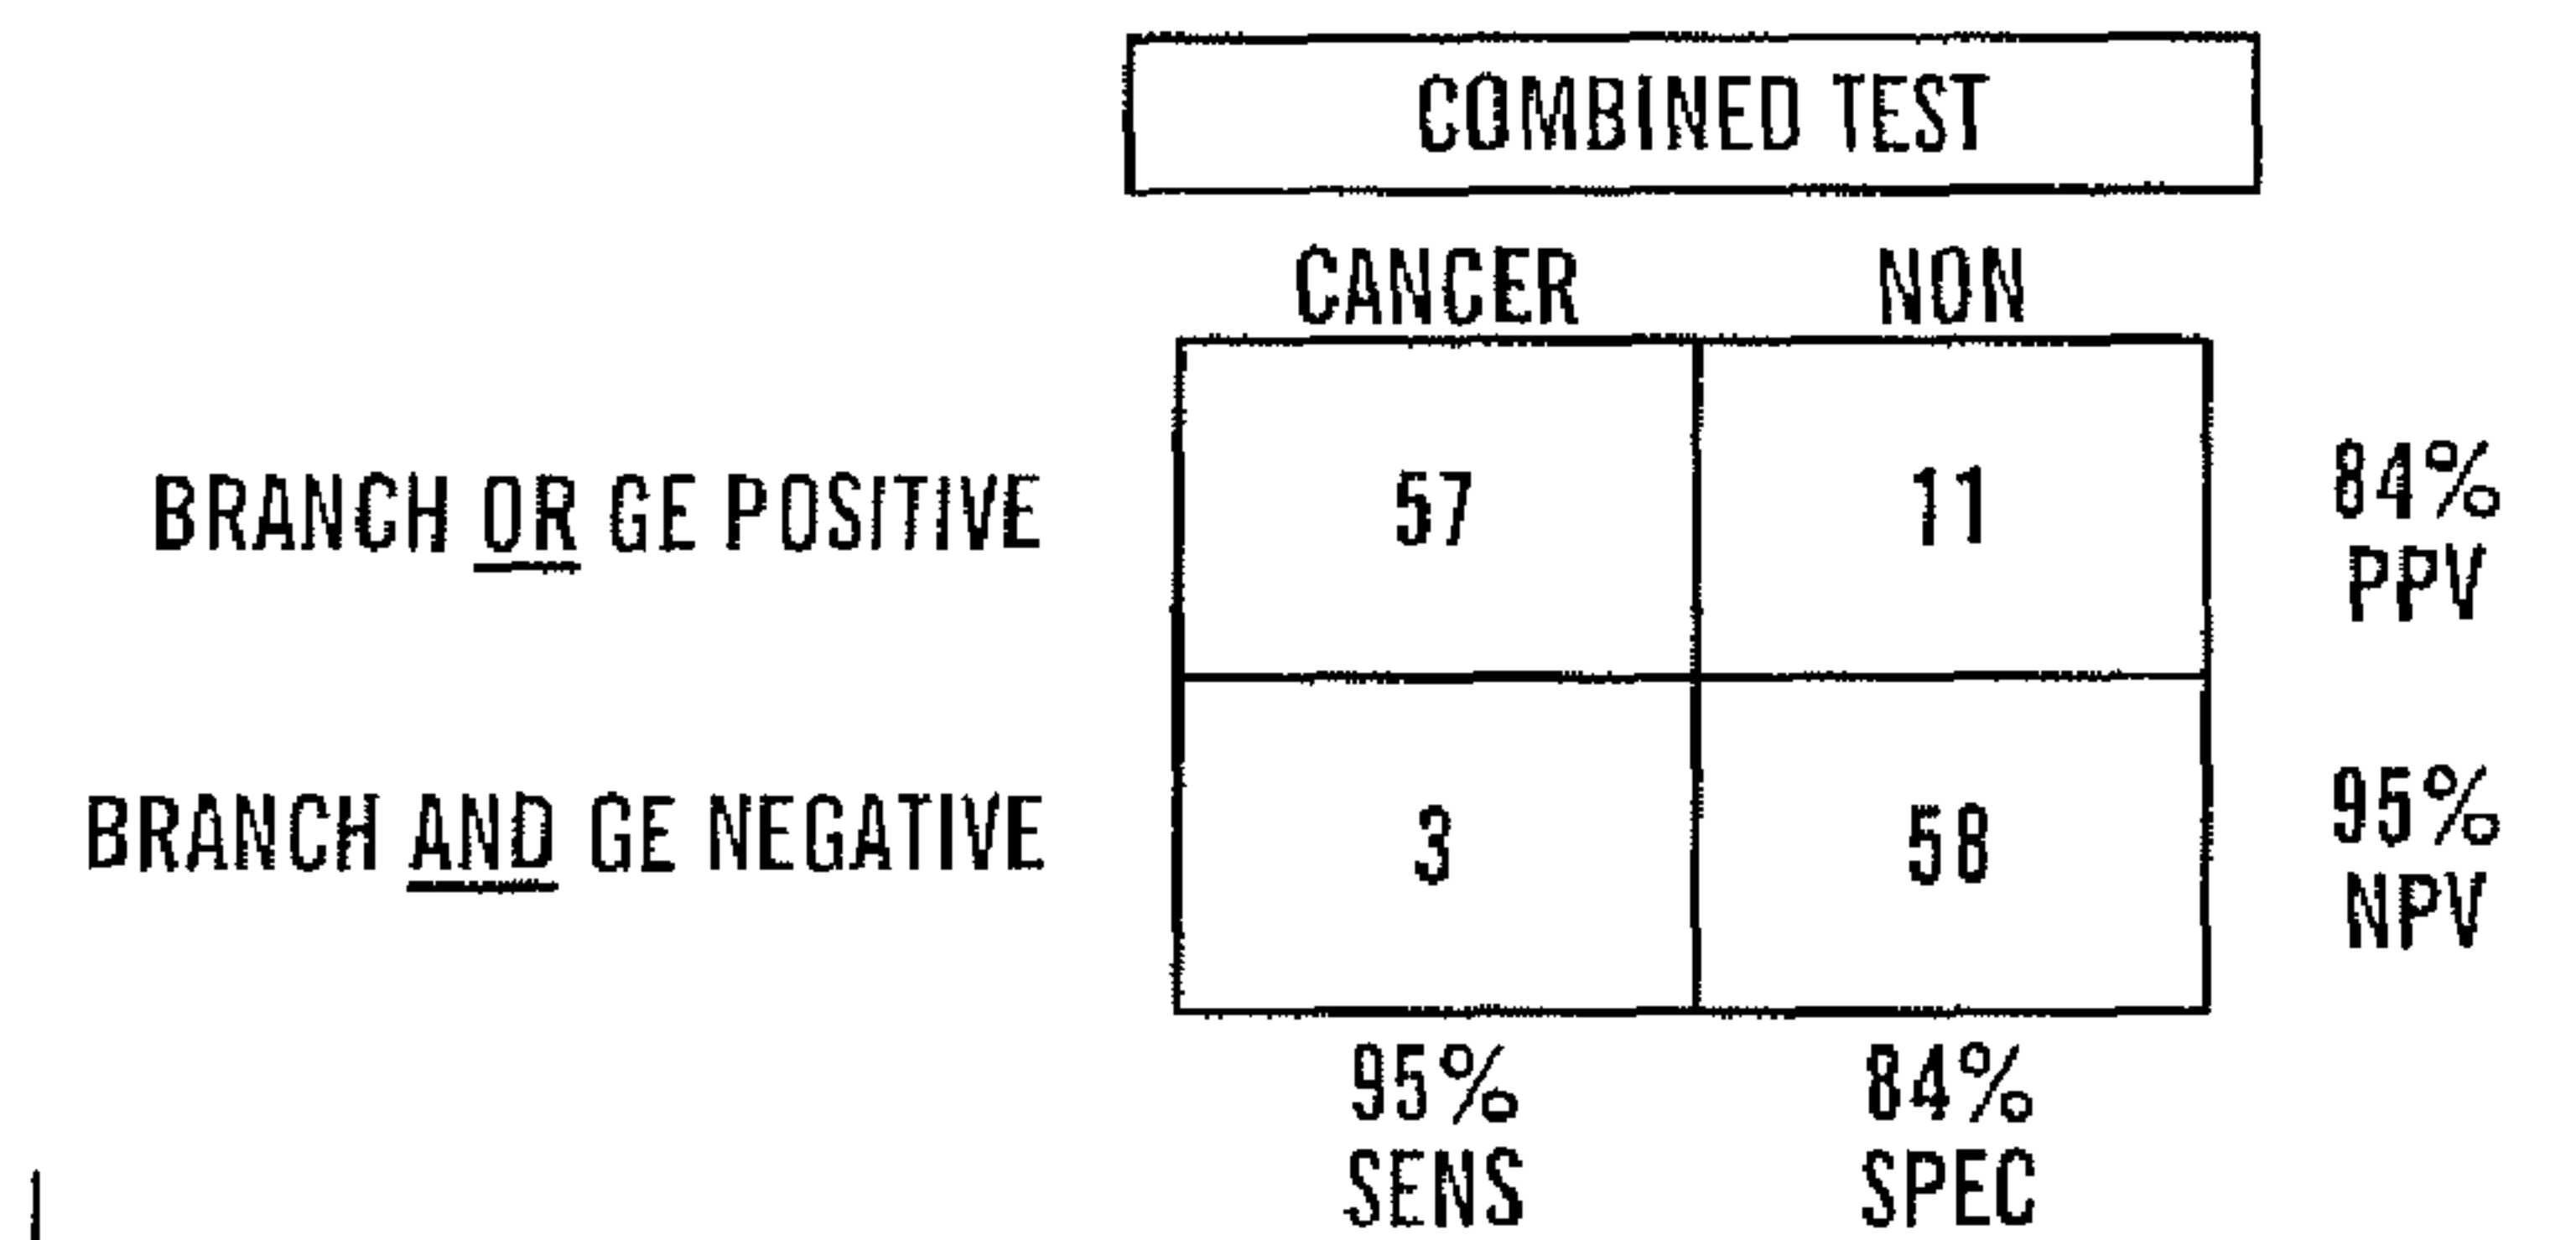 COMBINED TEST
CANCER NON
BRANCH OR GE POSITIVE 57 11 84%
PPV
BRANCH AND GE NEGATIVE 3 58 95%
NPV
95% 84%
SENS SPEC